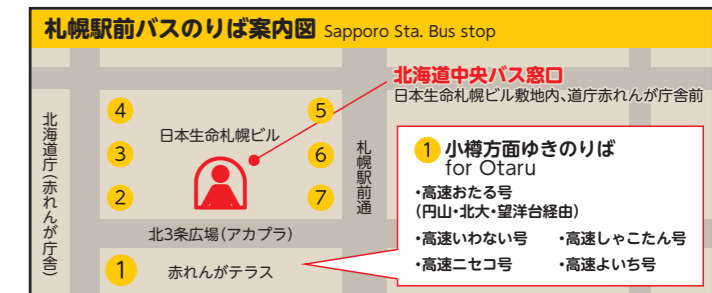 札幌駅前バスのりば案内図 Sapporo Sta. Bus stop
北海道中央バス窓口
日本生命札幌ビル敷地内、道庁赤れんが庁舎前
北海道庁(赤れんが庁舎)
4
3
2
日本生命札幌ビル
5
6
7
札幌駅前通
北3条広場(アカプラ)
1
赤れんがテラス
1 小樽方面ゆきのりば
for Otaru
・高速おたる号
(円山・北大・望洋台経由)
・高速いわない号 ・高速しゃこたん号
・高速ニセコ号 ・高速よいち号